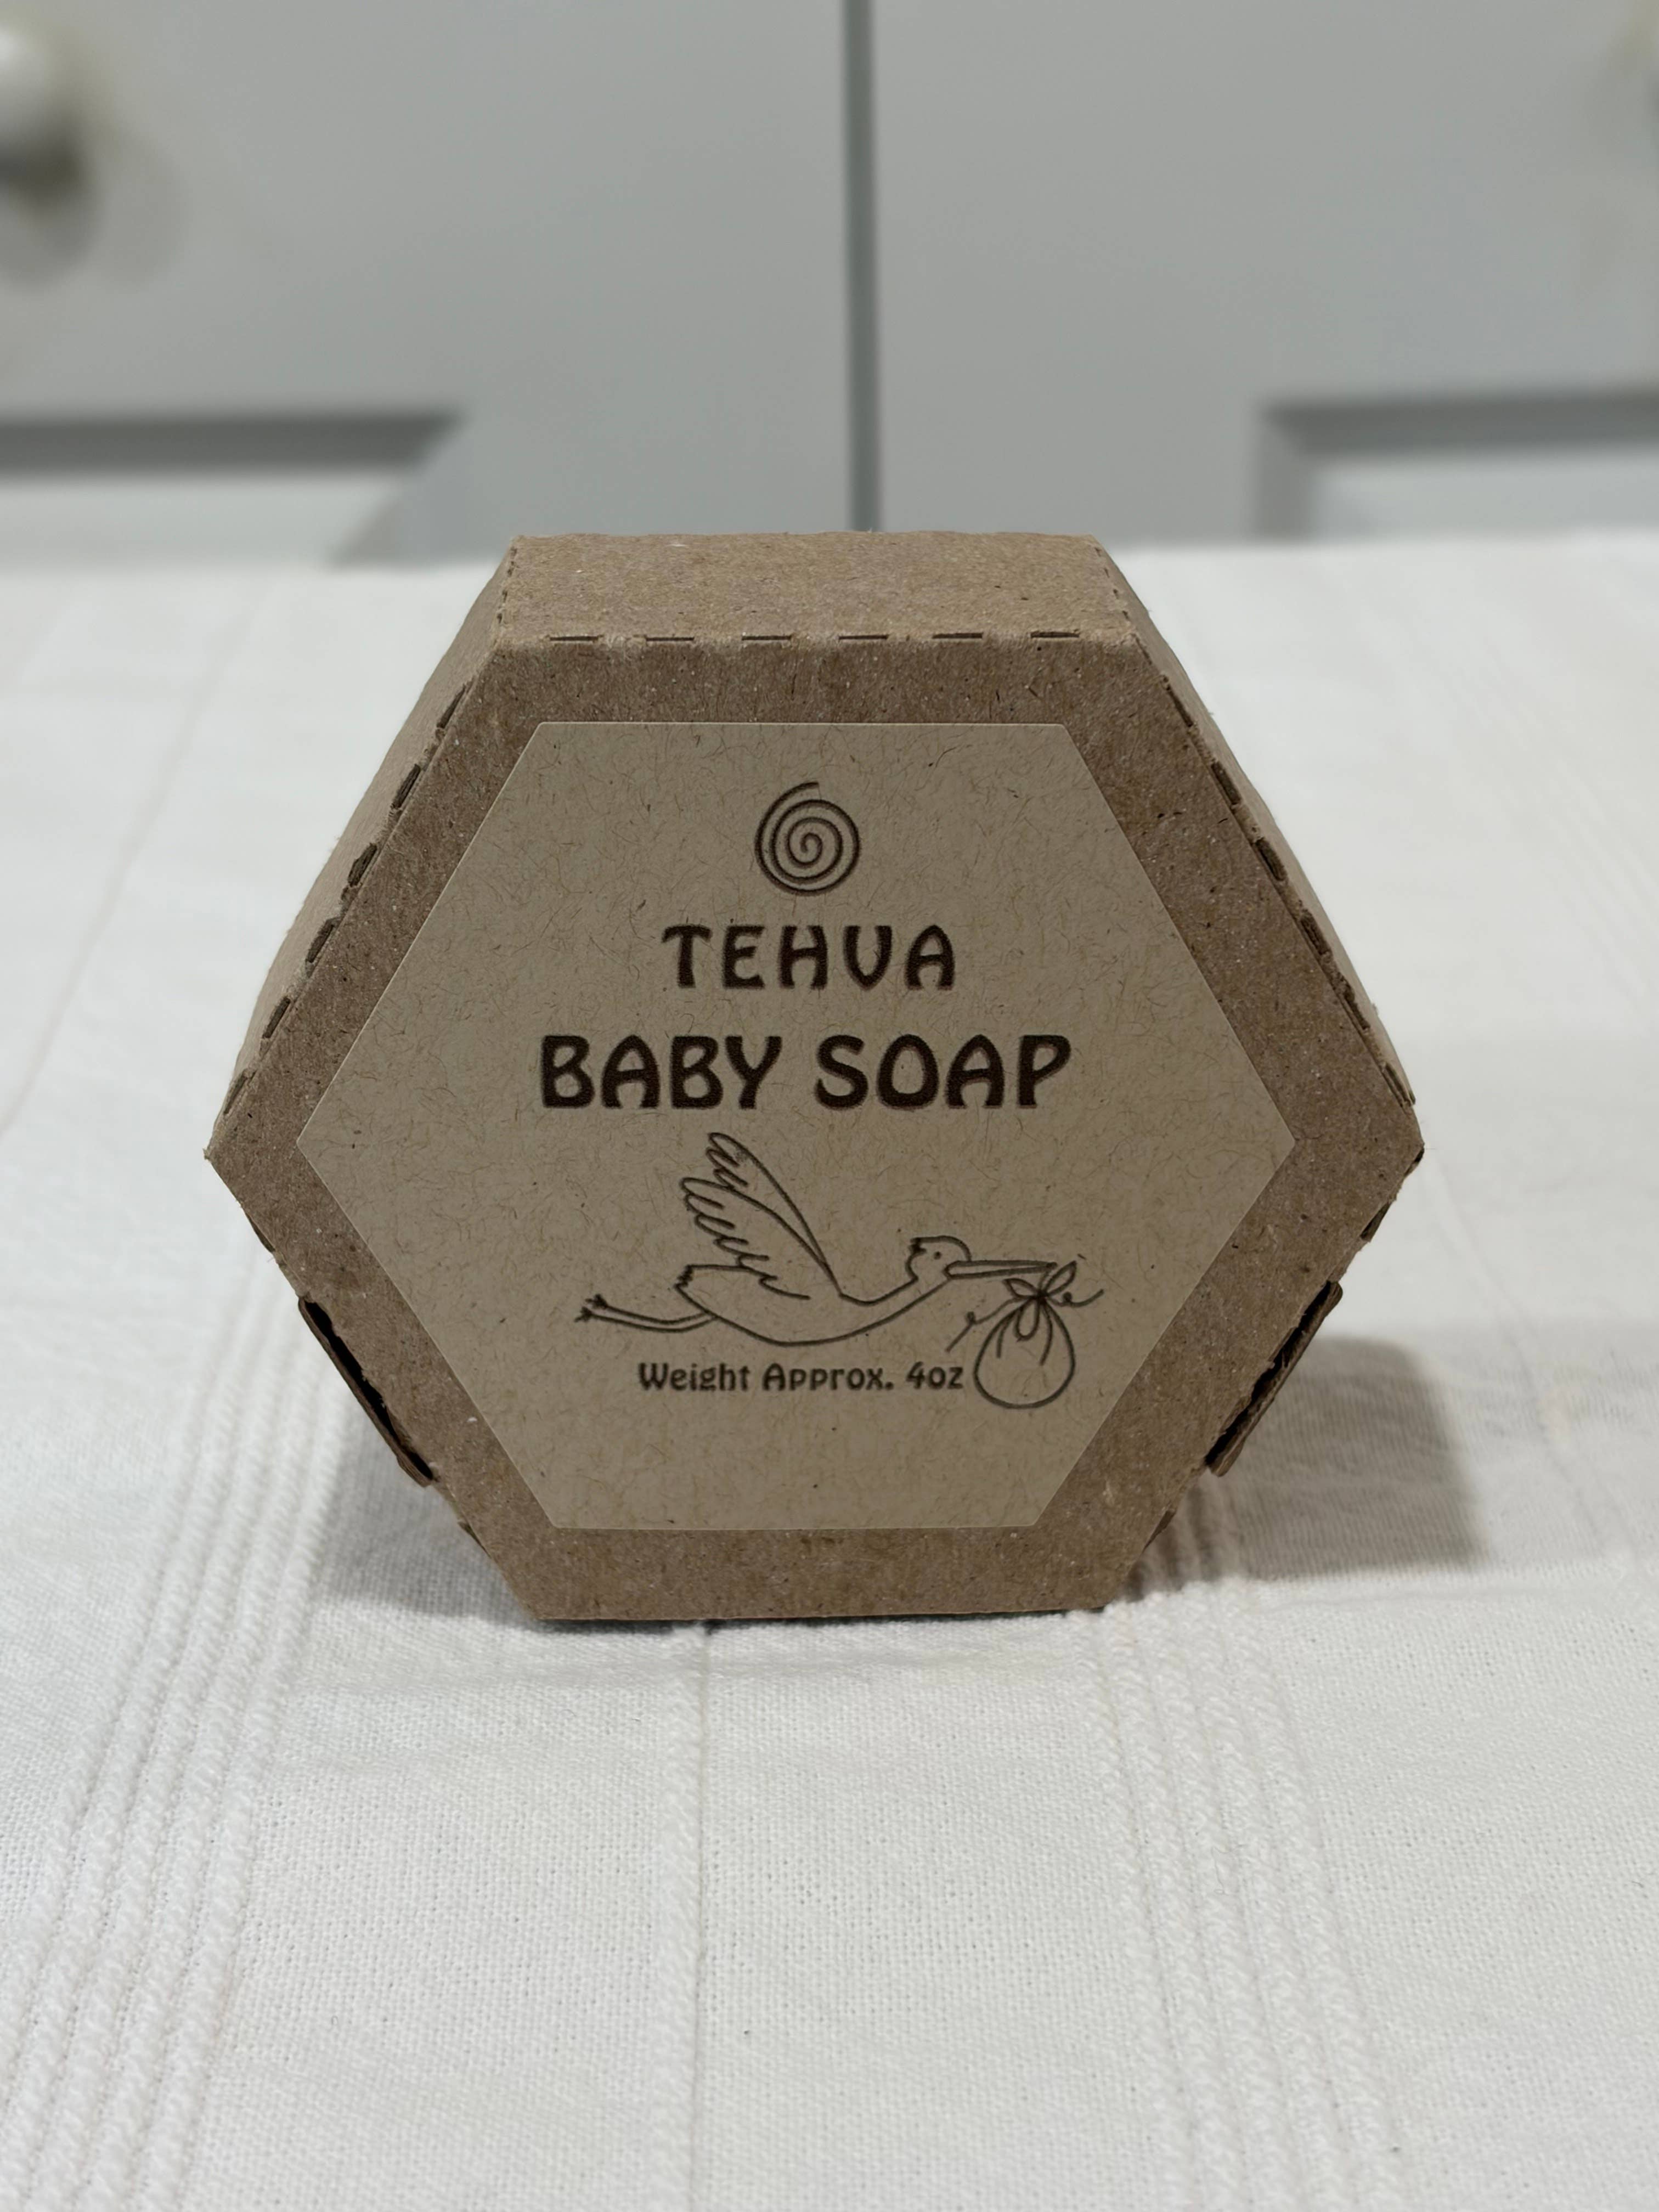 TEHVA
BABY SOAP
Weight Approx. 4oz